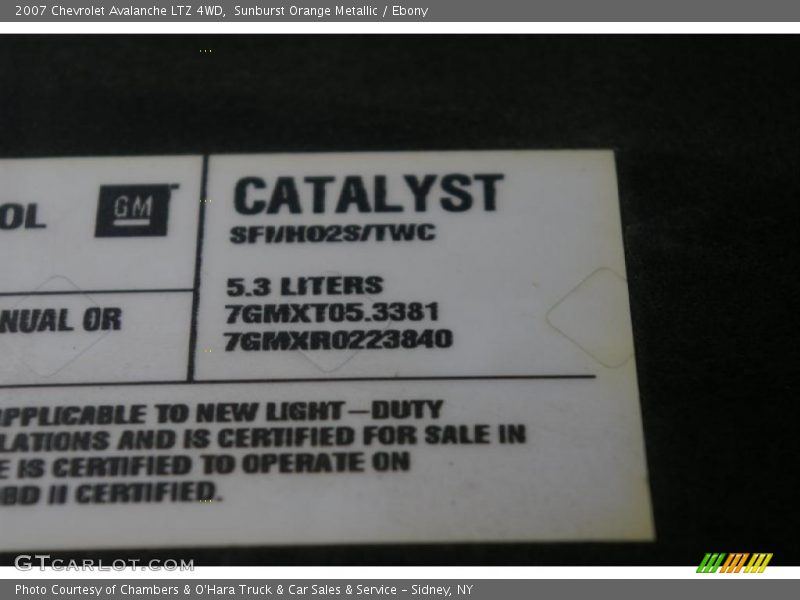 2007 Chevrolet Avalanche LTZ 4WD,  Sunburst Orange Metallic / Ebony
OL
GM
CATALYST
SFI/HO2S/TWC
5.3 LITERS
7GMXT05.3381
7GMXR0223840
NUAL OR
APPLICABLE TO NEW LIGHT-DUTY
LATIONS AND IS CERTIFIED FOR SALE IN
E IS CERTIFIED TO OPERATE ON
BD II CERTIFIED.
GTCARLOT.COM
Photo Courtesy of Chambers & O'Hara Truck & Car Sales & Service - Sidney, NY